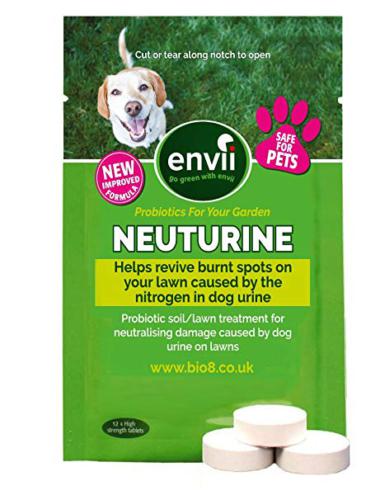 Cut or tear along notch to open
envii
Go green with envii
NEW
IMPROVED
FORMULA
SAFE
FOR
PETS
Probiotics For Your Garden
NEUTURINE
Helps revive burnt spots on
your lawn caused by the
nitrogen in dog urine
Probiotic soil/lawn treatment for
neutralising damage caused by dog
urine on lawns
www.bio8.co.uk
12 x High
strength tablets